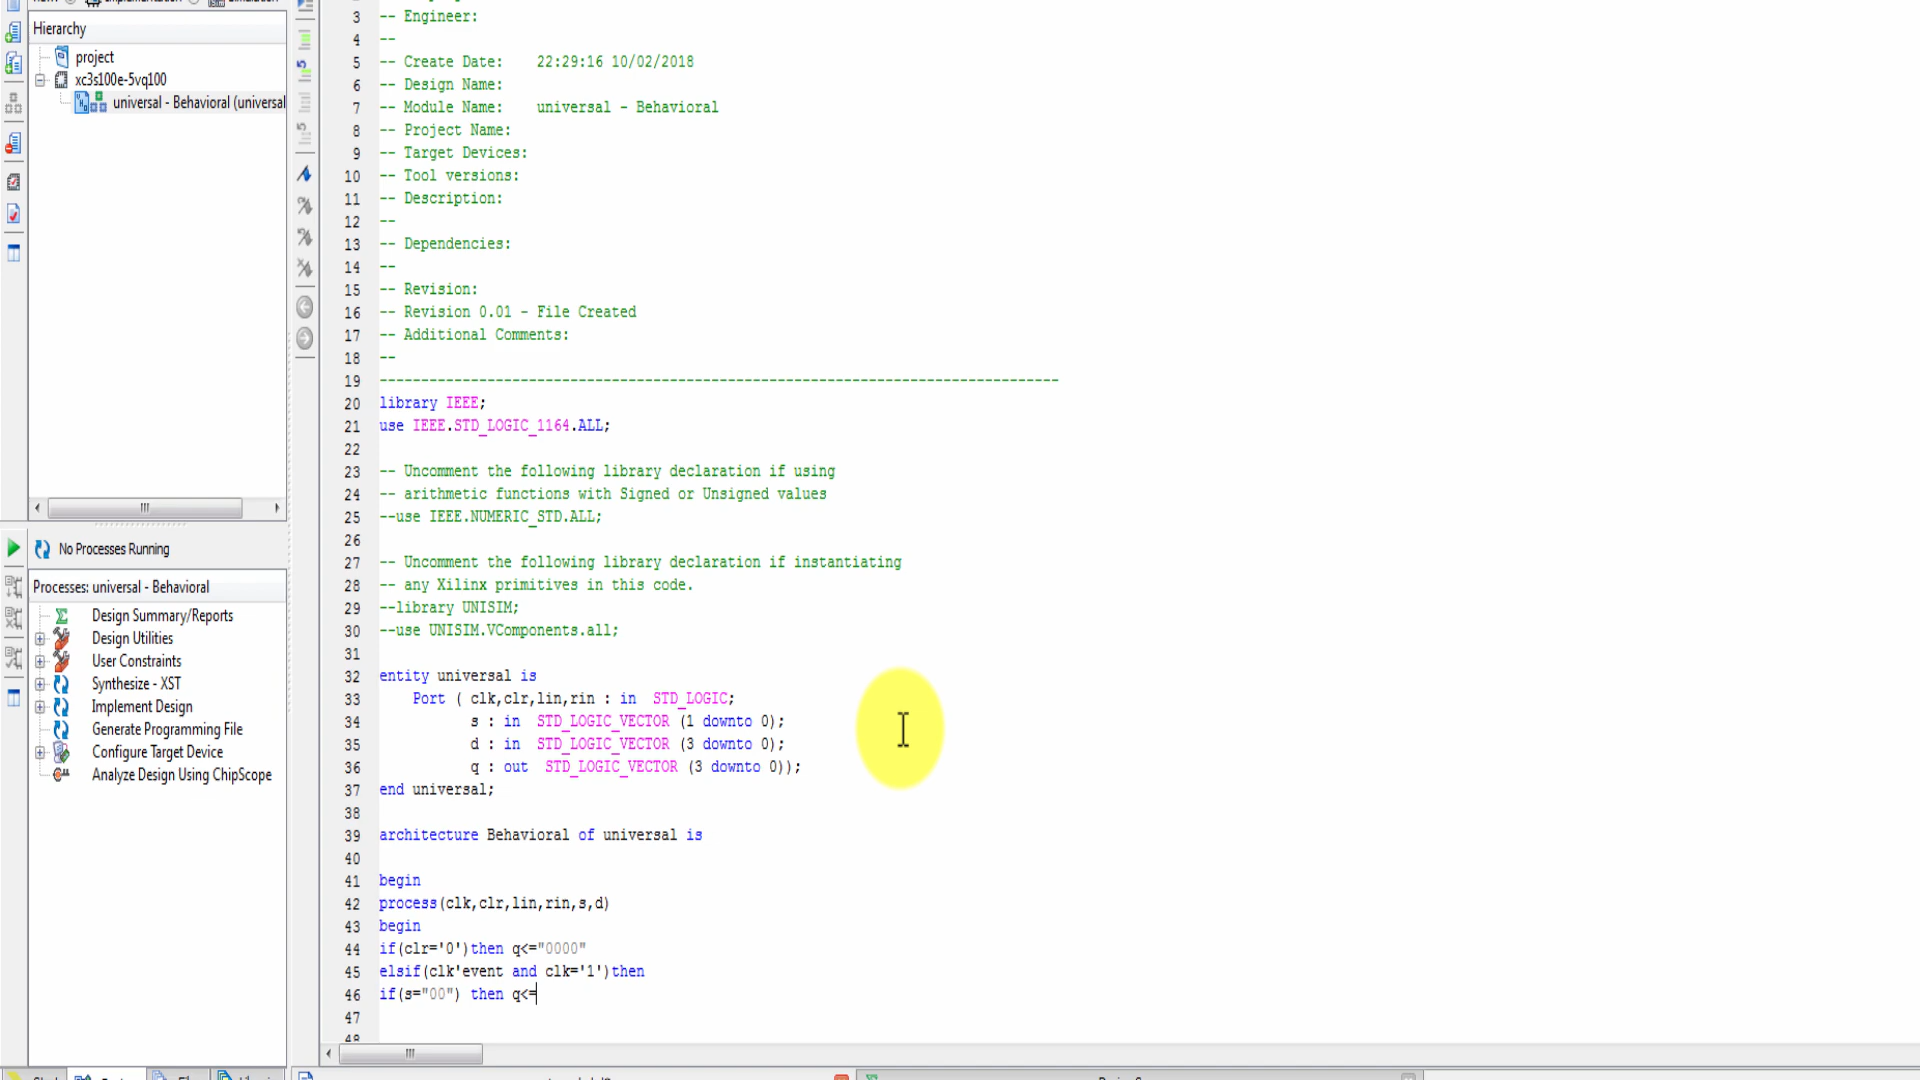 Hierarchy
project
xc3s100e-5vq100
universal - Behavioral (universal
No Processes Running
Processes: universal - Behavioral
Design Summary/Reports
Design Utilities
User Constraints
Synthesize - XST
Implement Design
Generate Programming File
Configure Target Device
Analyze Design Using ChipScope
3 -- Engineer:
4 --
5 -- Create Date: 22:29:16 10/02/2018
6 -- Design Name:
7 -- Module Name: universal - Behavioral
8 -- Project Name:
9 -- Target Devices:
10 -- Tool versions:
11 -- Description:
12 --
13 -- Dependencies:
14 --
15 -- Revision:
16 -- Revision 0.01 - File Created
17 -- Additional Comments:
18 --
19 ----------------------------------------------------------------------------------
20 library IEEE;
21 use IEEE.STD_LOGIC_1164.ALL;
22
23 -- Uncomment the following library declaration if using
24 -- arithmetic functions with Signed or Unsigned values
25 --use IEEE.NUMERIC_STD.ALL;
26
27 -- Uncomment the following library declaration if instantiating
28 -- any Xilinx primitives in this code.
29 --library UNISIM;
30 --use UNISIM.VComponents.all;
31
32 entity universal is
33 Port ( clk,clr,lin,rin : in STD_LOGIC;
34 s : in STD_LOGIC_VECTOR (1 downto 0);
35 d : in STD_LOGIC_VECTOR (3 downto 0);
36 q : out STD_LOGIC_VECTOR (3 downto 0));
37 end universal;
38
39 architecture Behavioral of universal is
40
41 begin
42 process(clk,clr,lin,rin,s,d)
43 begin
44 if(clr='0')then q<="0000"
45 elsif(clk'event and clk='1')then
46 if(s="00") then q<=
47
48